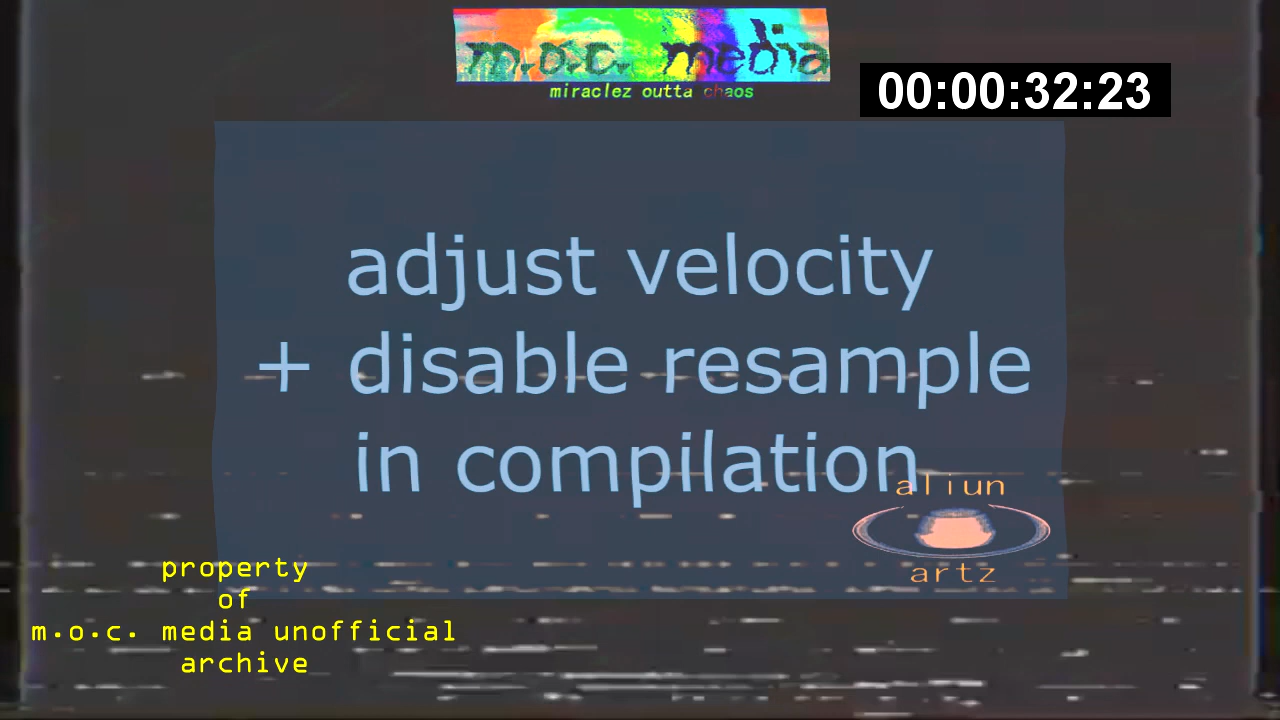 m.o.c. media
miraclez outta chaos
00:00:32:23
adjust velocity
+ disable resample
in compilation
aliun
artz
property
of
m.o.c. media unofficial
archive